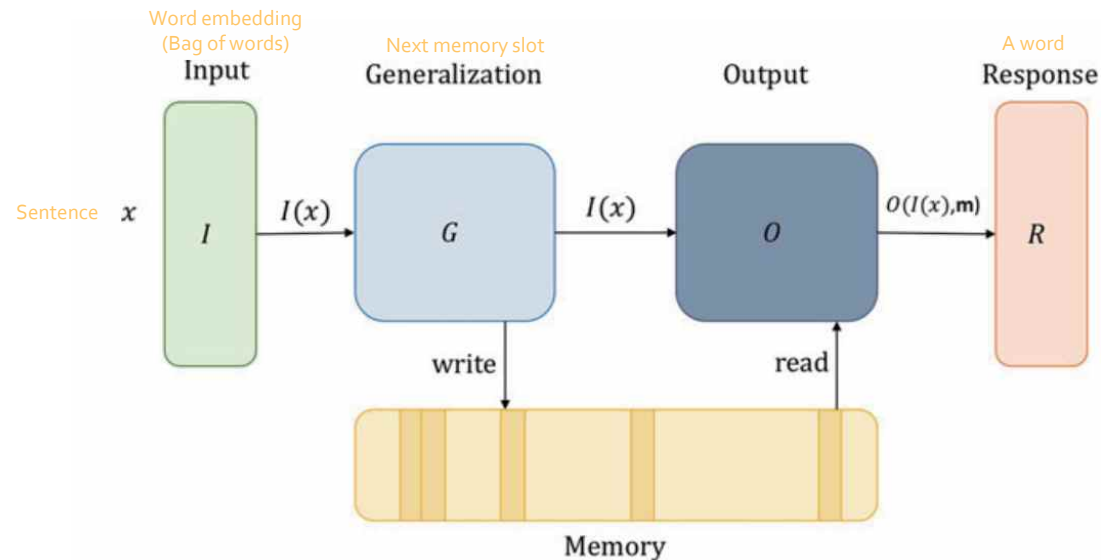 Word embedding
(Bag of words)
Next memory slot
A word
Input
Generalization
Output
Response
Sentence
x
I
I(x)
G
I(x)
O
O(I(x),m)
R
write
read
Memory